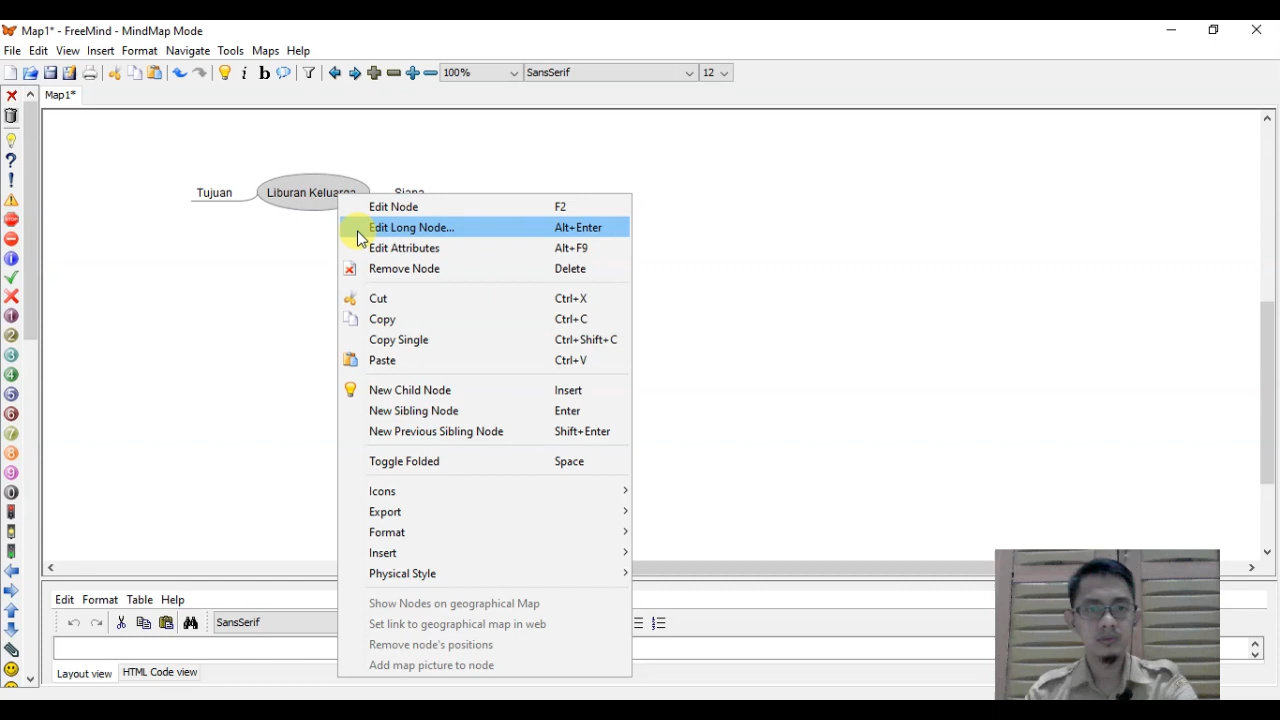 Map1* - FreeMind - MindMap Mode
File Edit View Insert Format Navigate Tools Maps Help
100% SansSerif 12
Map1*
Tujuan Liburan Keluarga Siapa
Edit Node F2
Edit Long Node... Alt+Enter
Edit Attributes Alt+F9
Remove Node Delete
Cut Ctrl+X
Copy Ctrl+C
Copy Single Ctrl+Shift+C
Paste Ctrl+V
New Child Node Insert
New Sibling Node Enter
New Previous Sibling Node Shift+Enter
Toggle Folded Space
Icons
Export
Format
Insert
Physical Style
Show Nodes on geographical Map
Set link to geographical map in web
Remove node's positions
Add map picture to node
Edit Format Table Help
SansSerif
Layout view HTML Code view